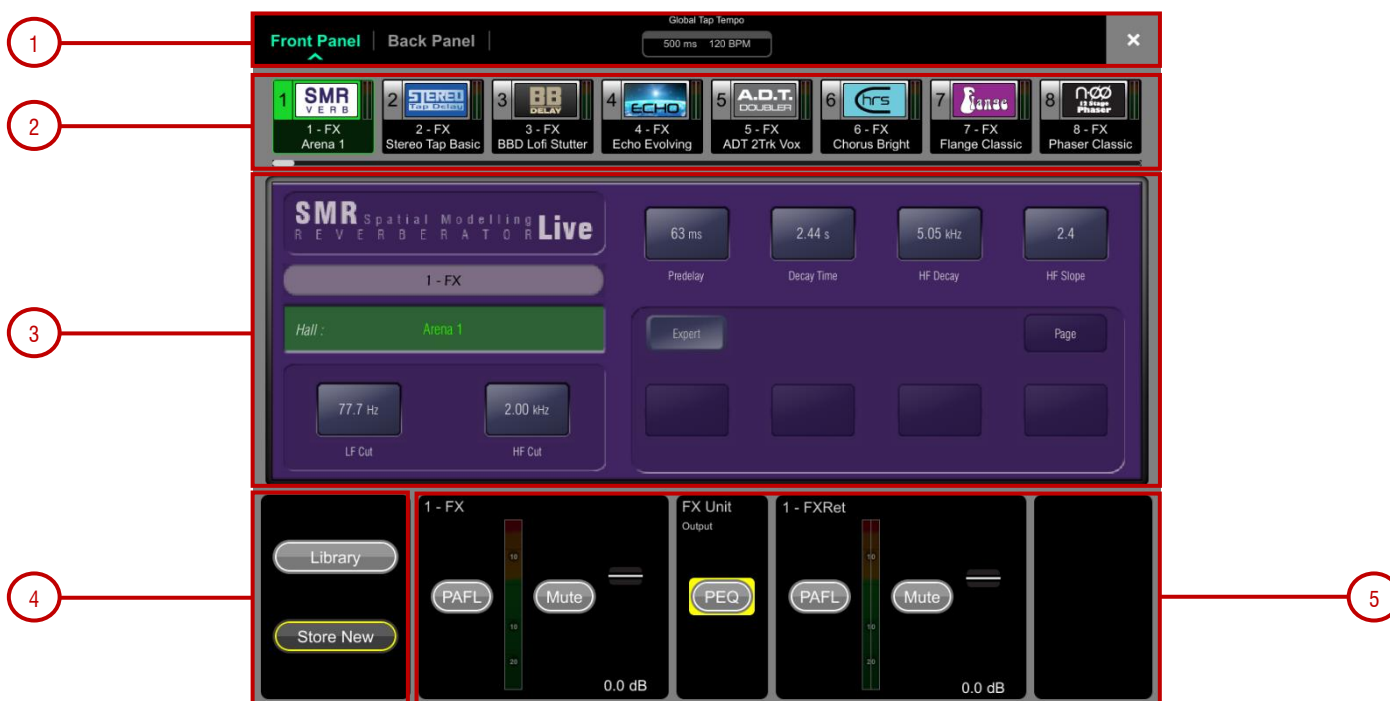 1
Front Panel | Back Panel |
Global Tap Tempo
500 ms 120 BPM
×
2
1 SMR VERB
1 - FX
Arena 1
2 STEREO Tap Delay
2 - FX
Stereo Tap Basic
3 BB DELAY
3 - FX
BBD Lofi Stutter
4 ECHO
4 - FX
Echo Evolving
5 A.D.T. DOUBLER
5 - FX
ADT 2Trk Vox
6 Chrs
6 - FX
Chorus Bright
7 Flange
7 - FX
Flange Classic
8 12 Stage Phaser
8 - FX
Phaser Classic
3
SMR Spatial Modelling
REVERBERATOR Live
1 - FX
Hall : Arena 1
77.7 Hz
LF Cut
2.00 kHz
HF Cut
63 ms
Predelay
2.44 s
Decay Time
5.05 kHz
HF Decay
2.4
HF Slope
Expert
Page
4
Library
Store New
1 - FX
PAFL
10
10
20
Mute
0.0 dB
FX Unit
Output
PEQ
1 - FXRet
PAFL
10
10
20
Mute
0.0 dB
5